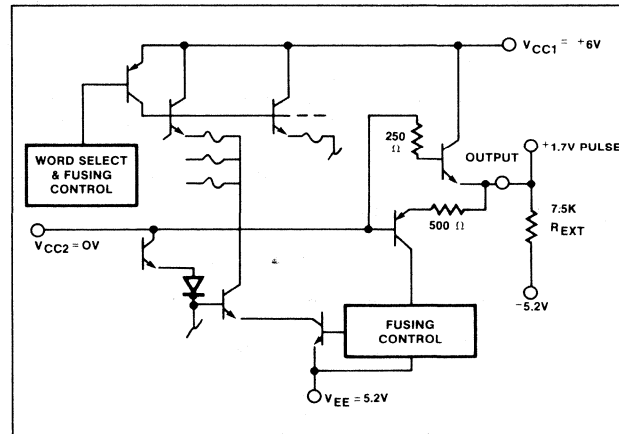 V CC1 = +6V
250 Ω
OUTPUT
+1.7V PULSE
WORD SELECT
& FUSING
CONTROL
7.5K
R EXT
500 Ω
V CC2 = 0V
-5.2V
FUSING
CONTROL
V EE = 5.2V